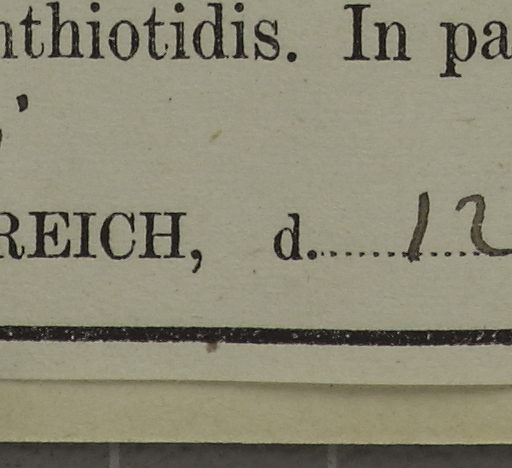 nthiotidis. In pa
REICH, d. 12